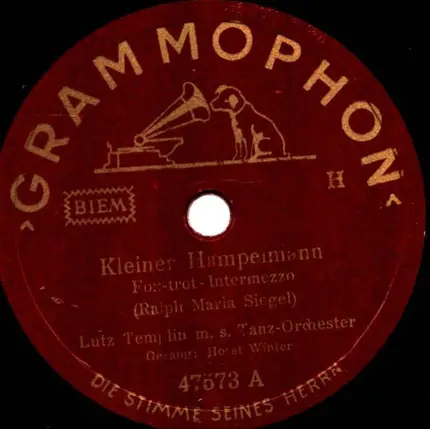 ›GRAMMOPHON‹
H
BIEM
Kleiner Hampelmann
Fox-trot-Intermezzo
(Ralph Maria Siegel)
Lutz Templin m. s. Tanz-Orchester
Gesang: Horst Winter
47573 A
DIE STIMME SEINES HERRN